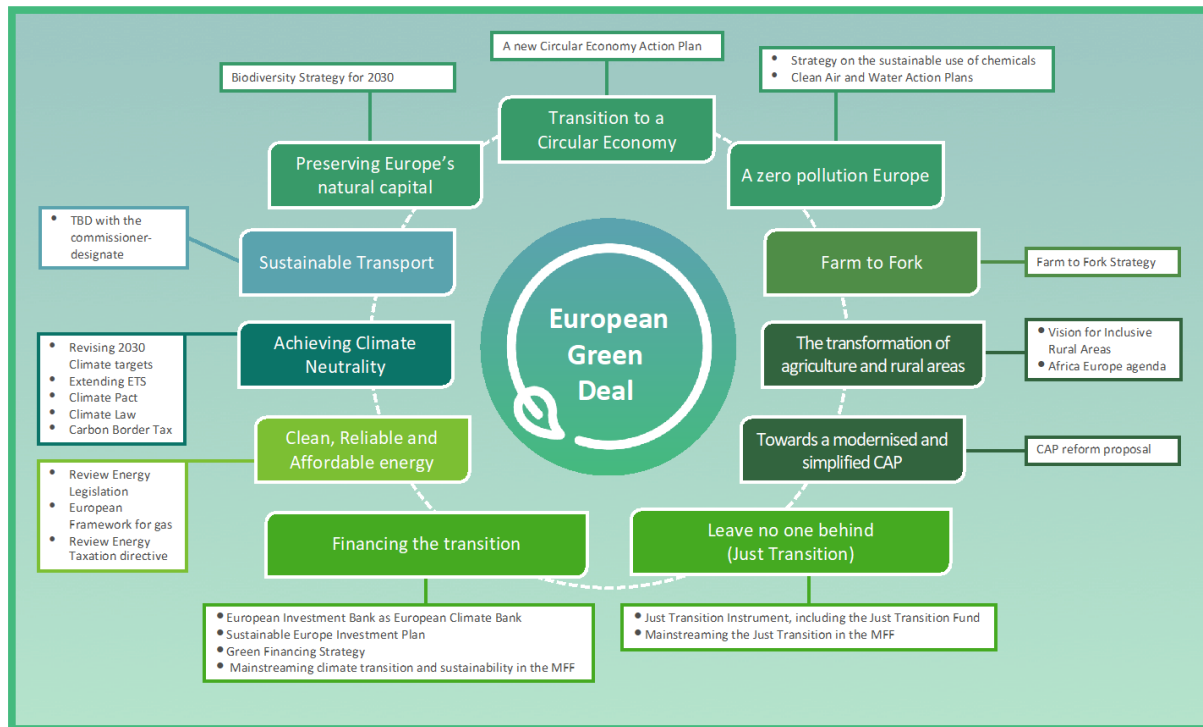 A new Circular Economy Action Plan
Biodiversity Strategy for 2030
• Strategy on the sustainable use of chemicals
• Clean Air and Water Action Plans
Transition to a
Circular Economy
Preserving Europe's
natural capital
A zero pollution Europe
• TBD with the
commissioner-
designate
Sustainable Transport
Farm to Fork
Farm to Fork Strategy
European
Green
Deal
• Revising 2030
Climate targets
• Extending ETS
• Climate Pact
• Climate Law
• Carbon Border Tax
Achieving Climate
Neutrality
The transformation of
agriculture and rural areas
• Vision for Inclusive
Rural Areas
• Africa Europe agenda
Clean, Reliable and
Affordable energy
Towards a modernised and
simplified CAP
CAP reform proposal
• Review Energy
Legislation
• European
Framework for gas
• Review Energy
Taxation directive
Financing the transition
Leave no one behind
(Just Transition)
• European Investment Bank as European Climate Bank
• Sustainable Europe Investment Plan
• Green Financing Strategy
• Mainstreaming climate transition and sustainability in the MFF
• Just Transition Instrument, including the Just Transition Fund
• Mainstreaming the Just Transition in the MFF